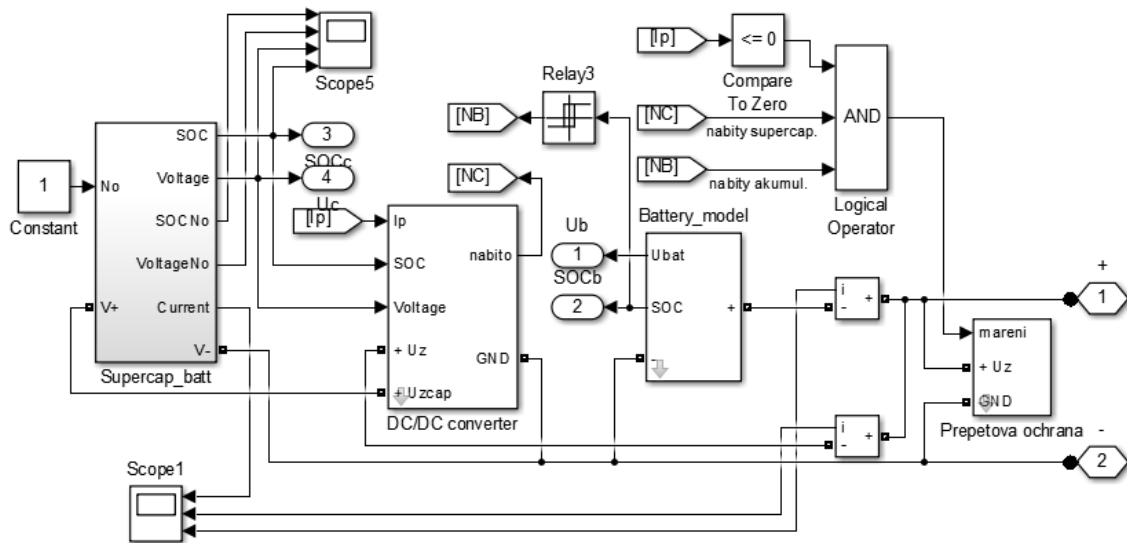 Scope5
[Ip]
<= 0
Compare
To Zero
AND
Logical
Operator
Relay3
[NB]
[NC]
nabity supercap.
[NB]
nabity akumul.
1
Constant
No
SOC
Voltage
SOCNo
VoltageNo
Current
V+
V-
Supercap_batt
3
SOCc
4
Uc
[NC]
[Ip]
Ip
SOC
Voltage
+ Uz
+ Uzcap
nabito
GND
DC/DC converter
Ub
1
SOCb
2
Battery_model
Ubat
SOC
+
-
i
-
+
i
-
+
+
1
mareni
+ Uz
GND
Prepetova ochrana
-
2
Scope1